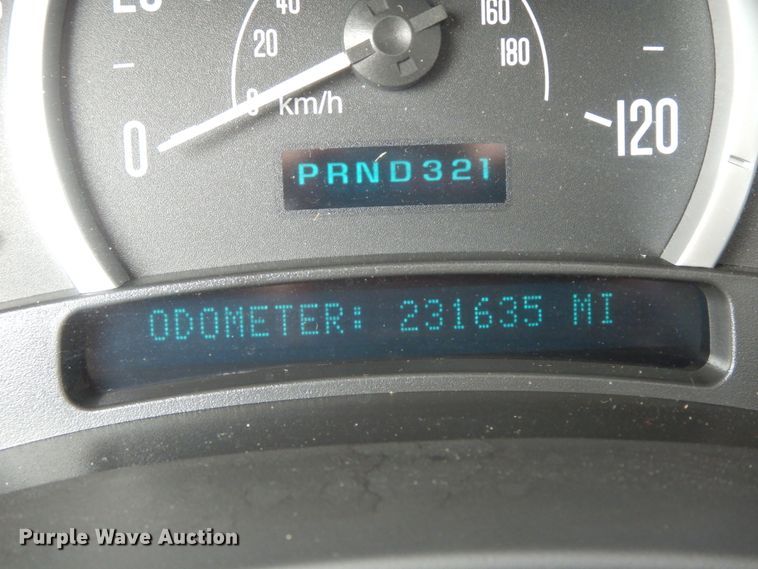 40
160
20
180
0 km/h
0
120
PRND321
ODOMETER: 231635 MI
Purple Wave Auction